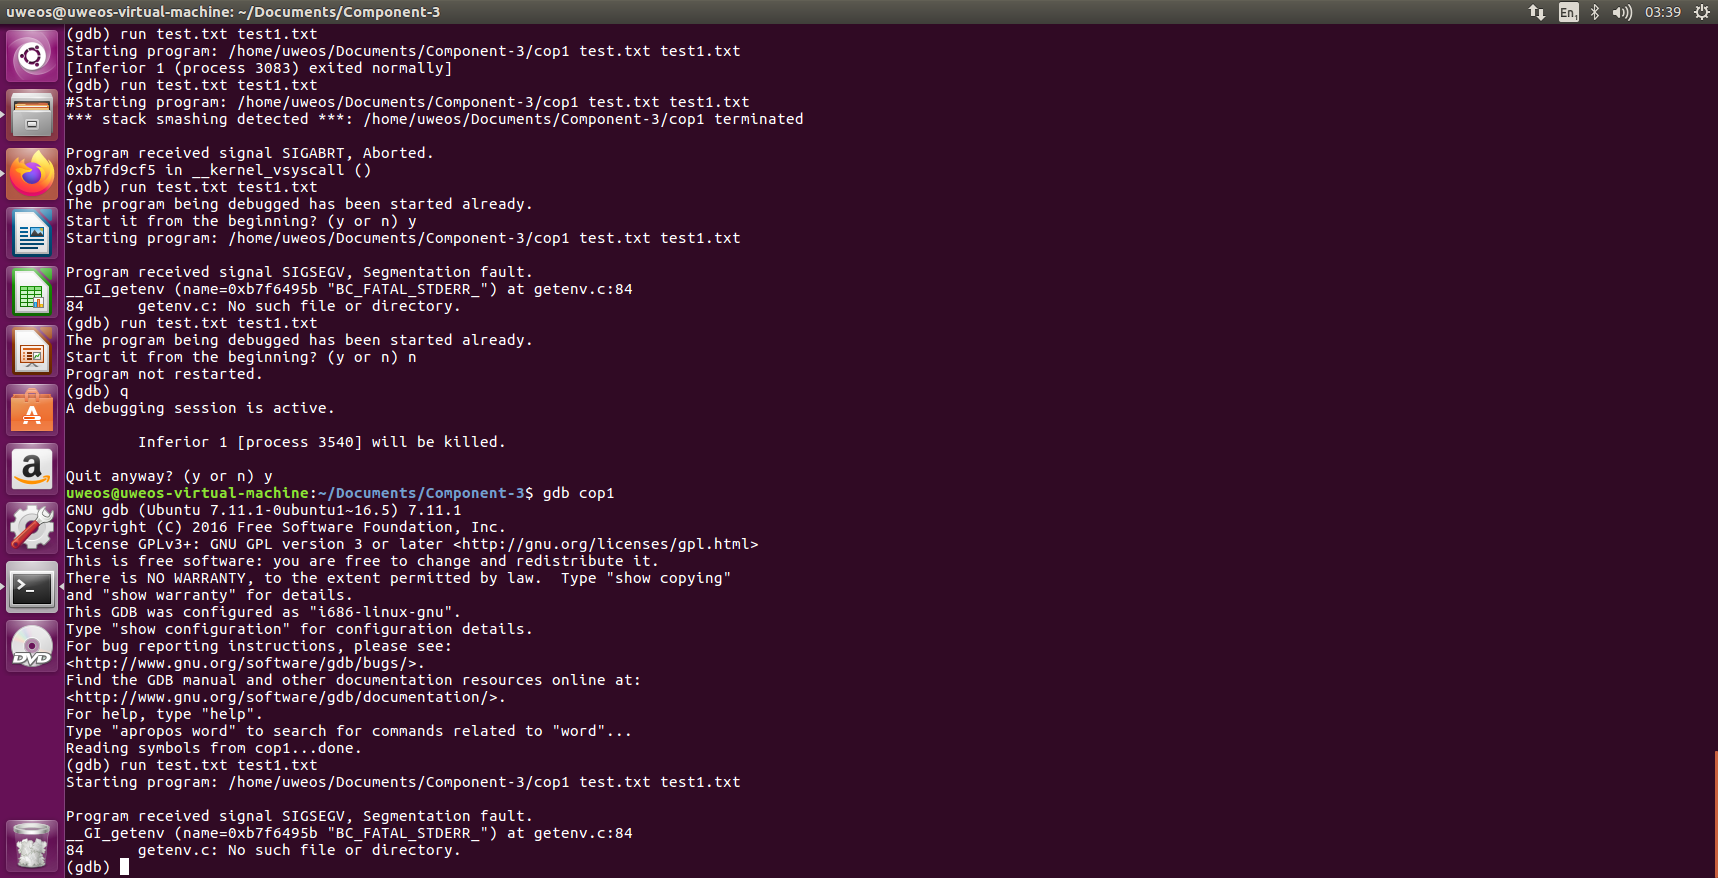 uweos@uweos-virtual-machine: ~/Documents/Component-3
En1
03:39
(gdb) run test.txt test1.txt
Starting program: /home/uweos/Documents/Component-3/cop1 test.txt test1.txt
[Inferior 1 (process 3083) exited normally]
(gdb) run test.txt test1.txt
#Starting program: /home/uweos/Documents/Component-3/cop1 test.txt test1.txt
*** stack smashing detected ***: /home/uweos/Documents/Component-3/cop1 terminated
Program received signal SIGABRT, Aborted.
0xb7fd9cf5 in __kernel_vsyscall ()
(gdb) run test.txt test1.txt
The program being debugged has been started already.
Start it from the beginning? (y or n) y
Starting program: /home/uweos/Documents/Component-3/cop1 test.txt test1.txt
Program received signal SIGSEGV, Segmentation fault.
__GI_getenv (name=0xb7f6495b "BC_FATAL_STDERR_") at getenv.c:84
84      getenv.c: No such file or directory.
(gdb) run test.txt test1.txt
The program being debugged has been started already.
Start it from the beginning? (y or n) n
Program not restarted.
(gdb) q
A debugging session is active.
Inferior 1 [process 3540] will be killed.
Quit anyway? (y or n) y
uweos@uweos-virtual-machine:~/Documents/Component-3$ gdb cop1
GNU gdb (Ubuntu 7.11.1-0ubuntu1~16.5) 7.11.1
Copyright (C) 2016 Free Software Foundation, Inc.
License GPLv3+: GNU GPL version 3 or later <http://gnu.org/licenses/gpl.html>
This is free software: you are free to change and redistribute it.
There is NO WARRANTY, to the extent permitted by law.  Type "show copying"
and "show warranty" for details.
This GDB was configured as "i686-linux-gnu".
Type "show configuration" for configuration details.
For bug reporting instructions, please see:
<http://www.gnu.org/software/gdb/bugs/>.
Find the GDB manual and other documentation resources online at:
<http://www.gnu.org/software/gdb/documentation/>.
For help, type "help".
Type "apropos word" to search for commands related to "word"...
Reading symbols from cop1...done.
(gdb) run test.txt test1.txt
Starting program: /home/uweos/Documents/Component-3/cop1 test.txt test1.txt
Program received signal SIGSEGV, Segmentation fault.
__GI_getenv (name=0xb7f6495b "BC_FATAL_STDERR_") at getenv.c:84
84      getenv.c: No such file or directory.
(gdb)
A
a
>_
DVD